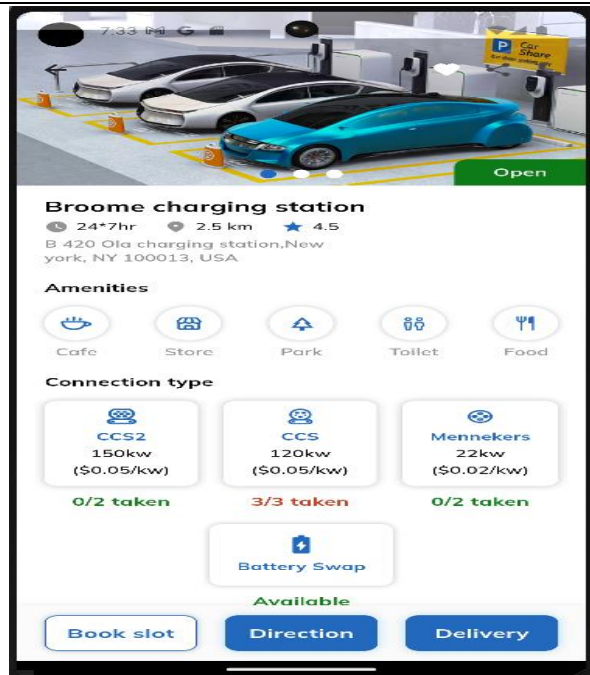 7:33 M G
P Car
Share
Open
Broome charging station
24*7hr 2.5 km 4.5
B 420 Ola charging station,New
york, NY 100013, USA
Amenities
Cafe Store Park Toilet Food
Connection type
CCS2 CCS Mennekers
150kw 120kw 22kw
($0.05/kw) ($0.05/kw) ($0.02/kw)
0/2 taken 3/3 taken 0/2 taken
Battery Swap
Available
Book slot Direction Delivery